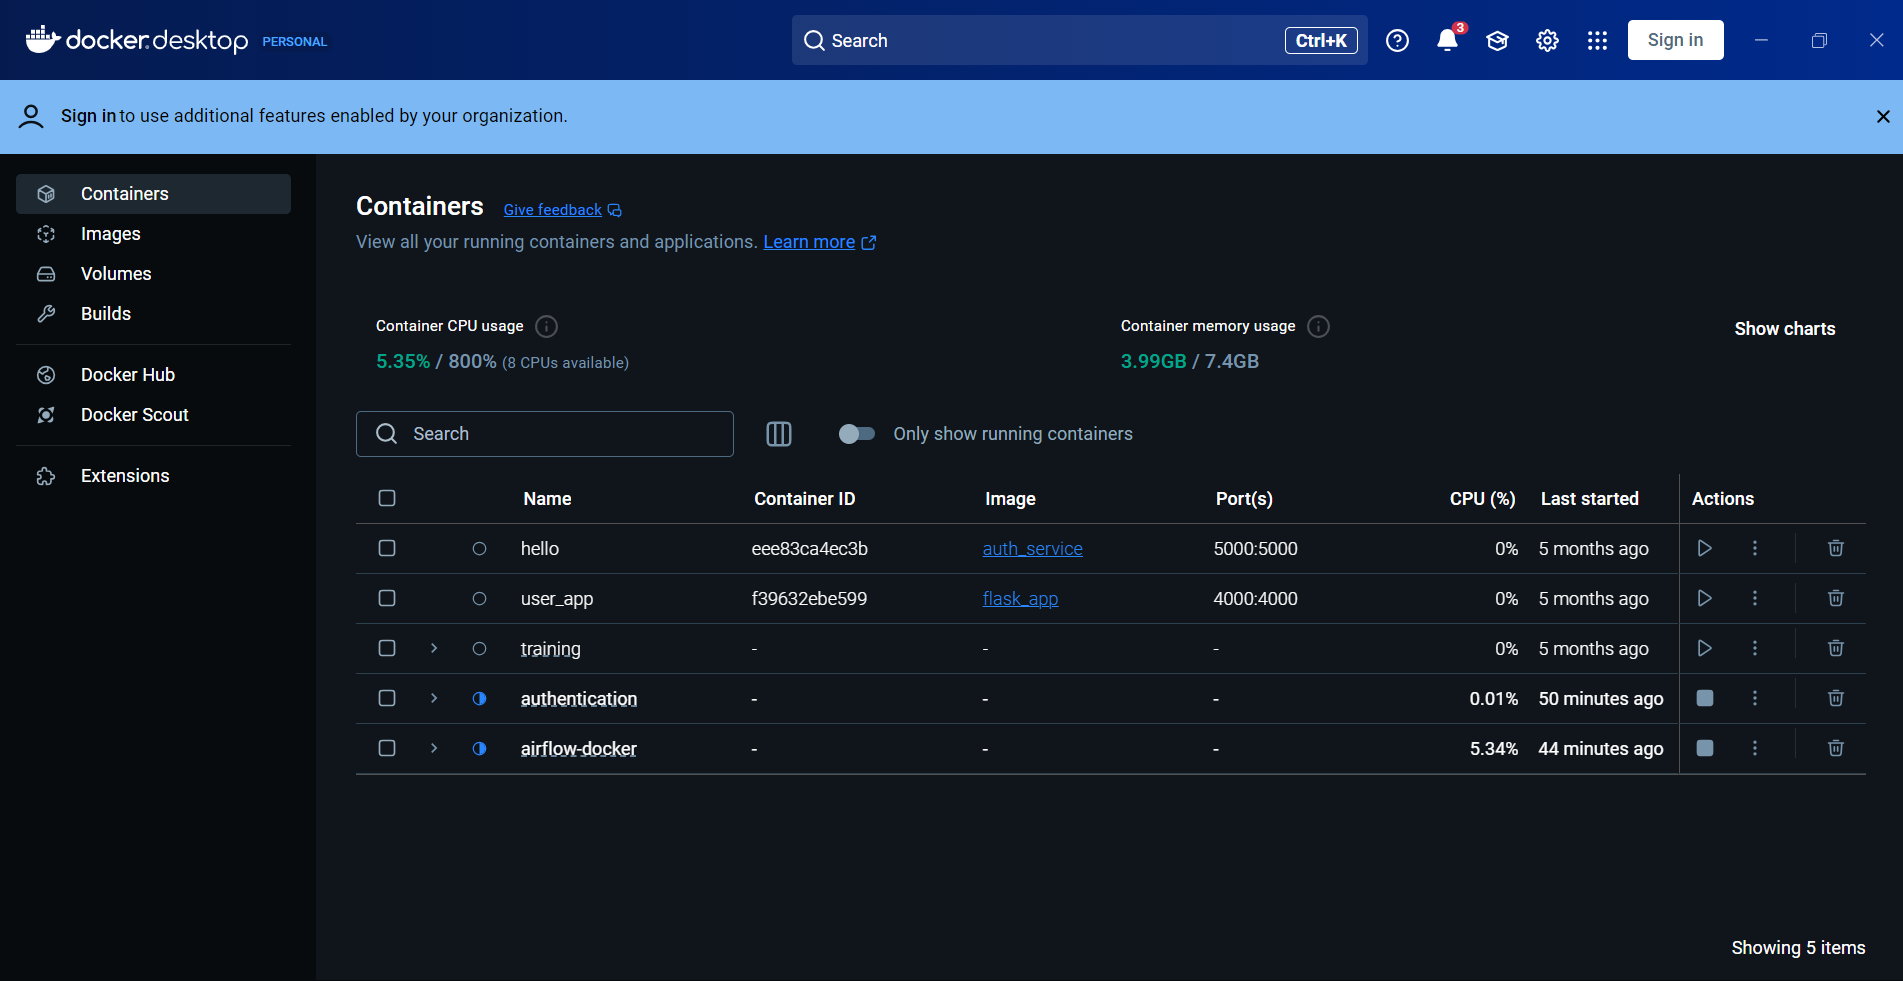 docker.desktop PERSONAL
Search Ctrl+K
3
Sign in
Sign in to use additional features enabled by your organization.
Containers
Images
Volumes
Builds
Docker Hub
Docker Scout
Extensions
Containers Give feedback
View all your running containers and applications. Learn more
Container CPU usage
5.35% / 800% (8 CPUs available)
Container memory usage
3.99GB / 7.4GB
Show charts
Search
Only show running containers
Name Container ID Image Port(s) CPU (%) Last started Actions
hello eee83ca4ec3b auth_service 5000:5000 0% 5 months ago
user_app f39632ebe599 flask_app 4000:4000 0% 5 months ago
training - - - 0% 5 months ago
authentication - - - 0.01% 50 minutes ago
airflow-docker - - - 5.34% 44 minutes ago
Showing 5 items